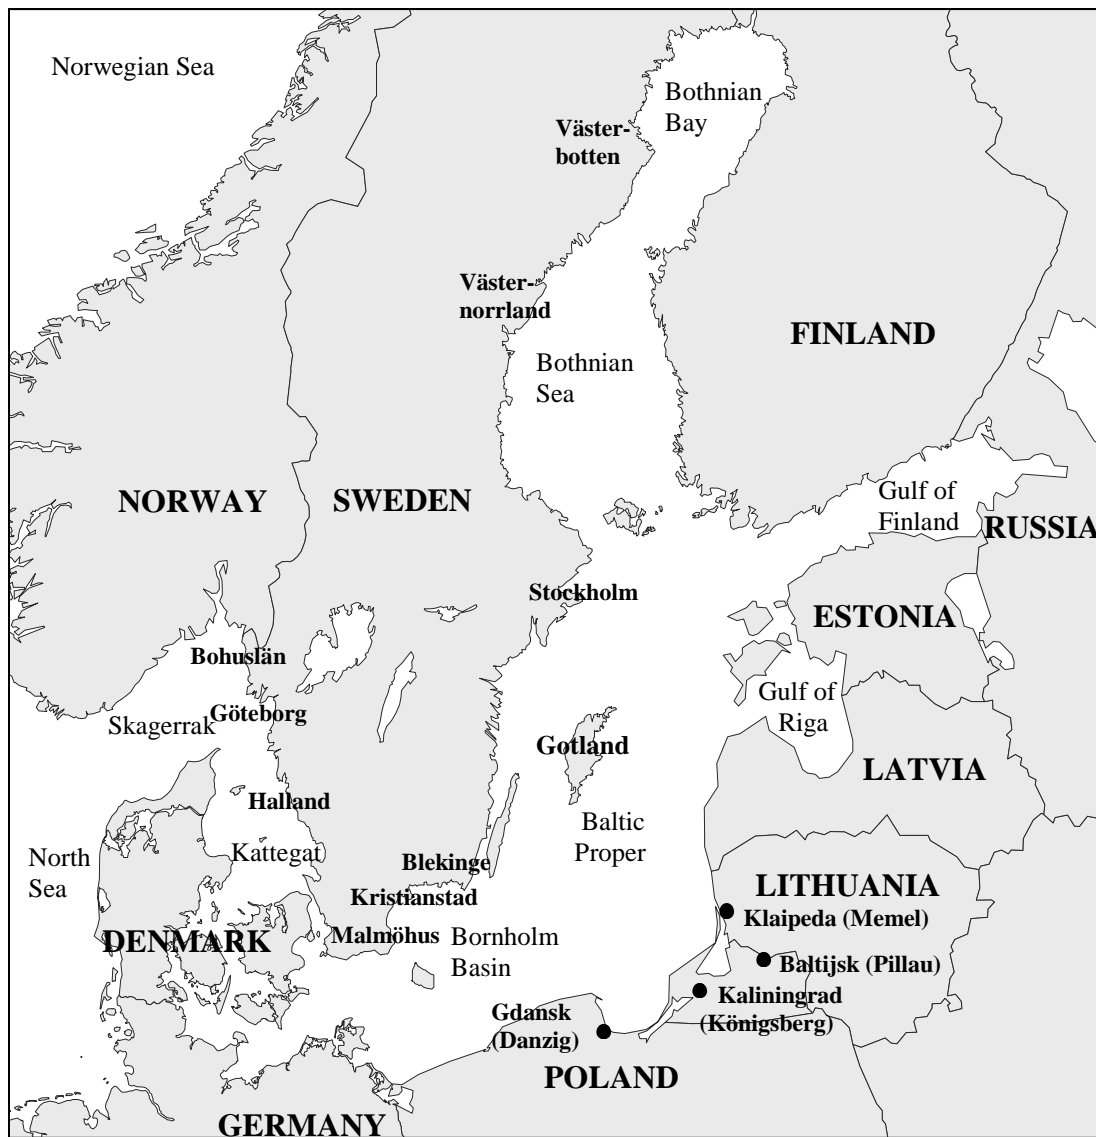 Norwegian Sea
Bothnian
Bay
Väster-
botten
Väster-
norrland
FINLAND
Bothnian
Sea
NORWAY
SWEDEN
Gulf of
Finland
RUSSIA
Stockholm
ESTONIA
Bohuslän
Gulf of
Riga
Göteborg
Skagerrak
Gotland
LATVIA
Halland
Baltic
Proper
North
Sea
Kattegat
Blekinge
LITHUANIA
Kristianstad
Klaipeda (Memel)
DENMARK
Malmöhus
Bornholm
Basin
Baltijsk (Pillau)
Kaliningrad
(Königsberg)
Gdansk
(Danzig)
POLAND
GERMANY